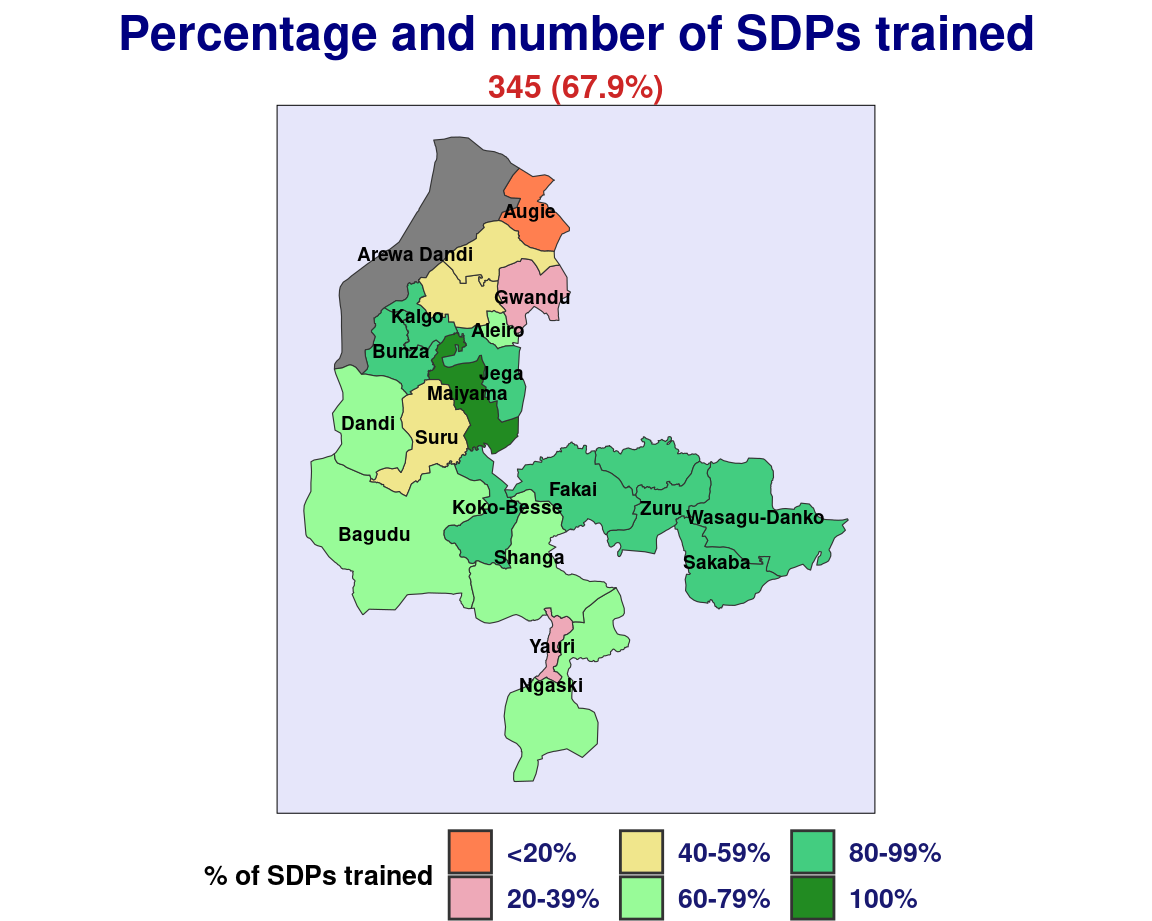 Percentage and number of SDPs trained
345 (67.9%)
Augie
Arewa Dandi
Gwandu
Kalgo
Aleiro
Bunza
Jega
Maiyama
Dandi
Suru
Fakai
Koko-Besse
Zuru
Wasagu-Danko
Bagudu
Shanga
Sakaba
Yauri
Ngaski
% of SDPs trained
<20%
40-59%
80-99%
20-39%
60-79%
100%